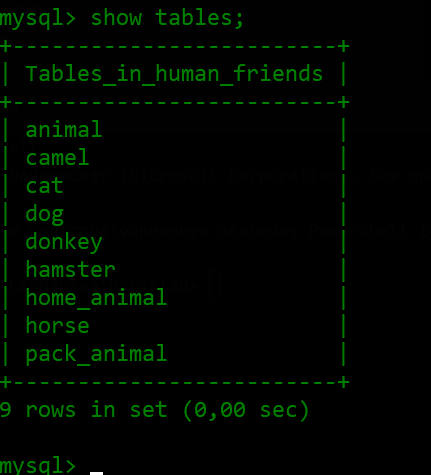 mysql> show tables;
+--------------------------+
| Tables_in_human_friends |
+--------------------------+
| animal |
| camel |
| cat |
| dog |
| donkey |
| hamster |
| home_animal |
| horse |
| pack_animal |
+--------------------------+
9 rows in set (0,00 sec)
mysql>